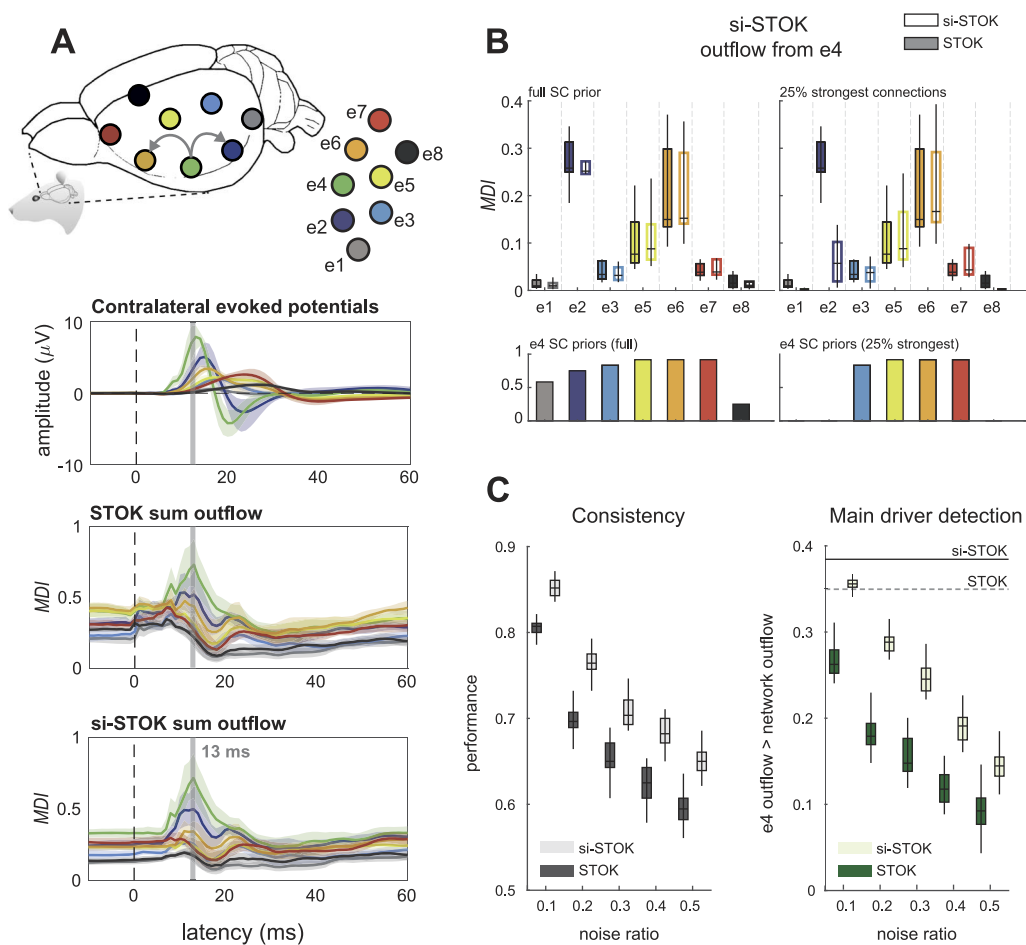 A
e7
e6
e8
e4
e5
e2
e3
e1
Contralateral evoked potentials
amplitude (μV)
10
0
-10
0 20 40 60
STOK sum outflow
MDI
1
0.5
0
0 20 40 60
si-STOK sum outflow
13 ms
MDI
1
0.5
0
0 20 40 60
latency (ms)
B
si-STOK
outflow from e4
si-STOK
STOK
full SC prior
25% strongest connections
MDI
0.4
0.3
0.2
0.1
0
e1 e2 e3 e5 e6 e7 e8
e1 e2 e3 e5 e6 e7 e8
e4 SC priors (full)
e4 SC priors (25% strongest)
1
0.5
0
C
Consistency
performance
0.9
0.8
0.7
0.6
0.5
si-STOK
STOK
0.1 0.2 0.3 0.4 0.5
noise ratio
Main driver detection
e4 outflow > network outflow
0.4
0.3
0.2
0.1
0
si-STOK
STOK
si-STOK
STOK
0.1 0.2 0.3 0.4 0.5
noise ratio